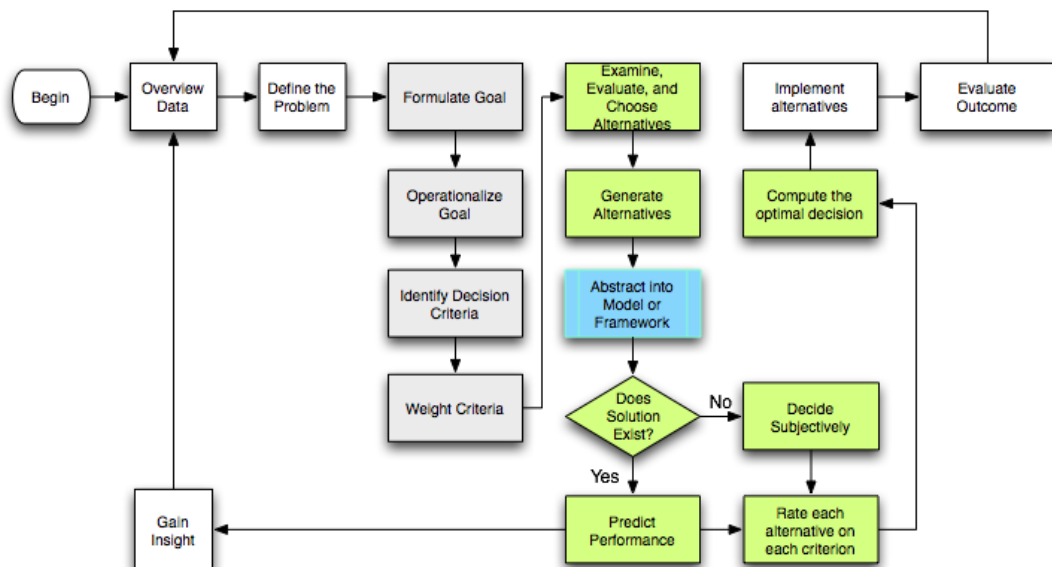 Begin
Overview
Data
Define the
Problem
Formulate Goal
Operationalize
Goal
Identify Decision
Criteria
Weight Criteria
Examine,
Evaluate, and
Choose
Alternatives
Generate
Alternatives
Abstract into
Model or
Framework
Does
Solution
Exist?
No
Yes
Decide
Subjectively
Predict
Performance
Rate each
alternative on
each criterion
Gain
Insight
Compute the
optimal decision
Implement
alternatives
Evaluate
Outcome